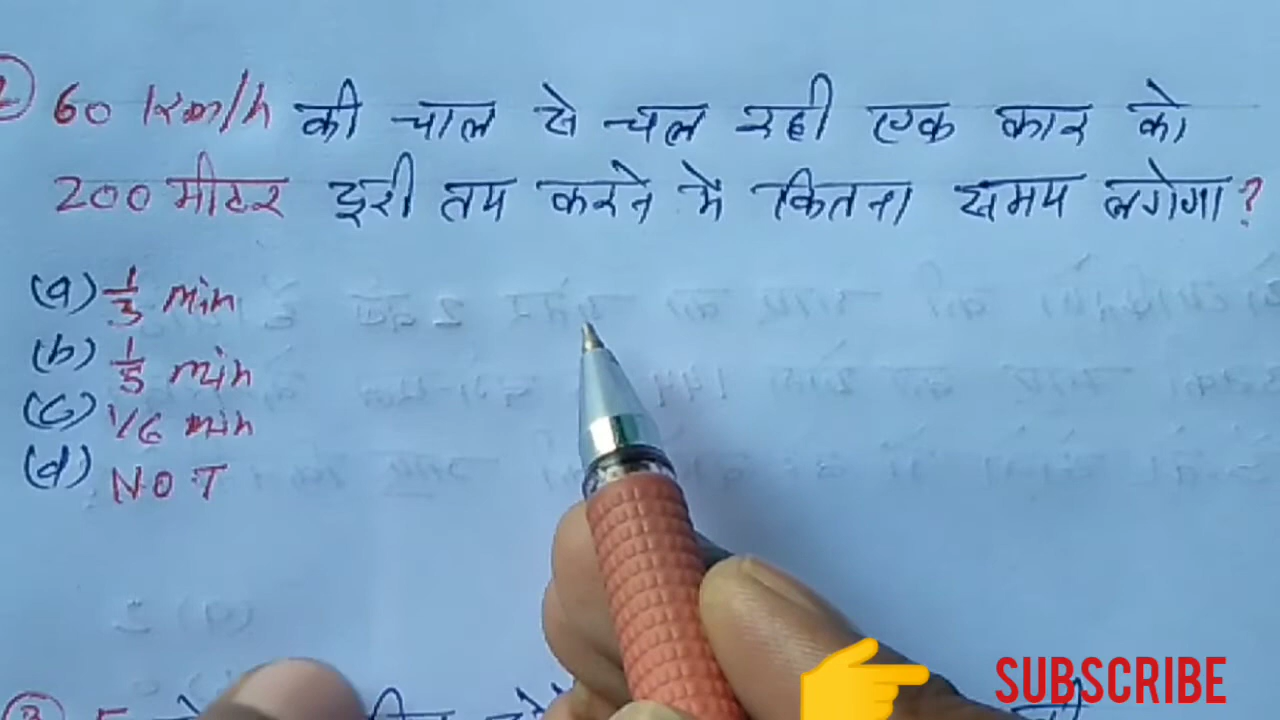 60 km/h की चाल से चल रही एक कार को
200 मीटर दूरी तय करने मे कितना समय लगेगा?
(a) 1/3 min
(b) 1/5 min
(c) 1/6 min
(d) N.O.T
SUBSCRIBE